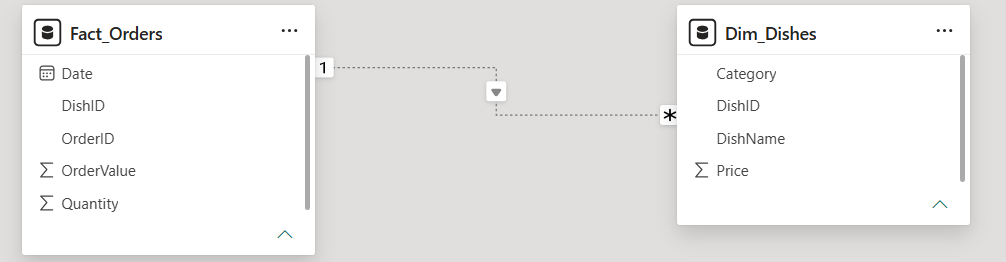 Fact_Orders
...
Date
DishID
OrderID
Σ OrderValue
Σ Quantity
1
*
Dim_Dishes
...
Category
DishID
DishName
Σ Price